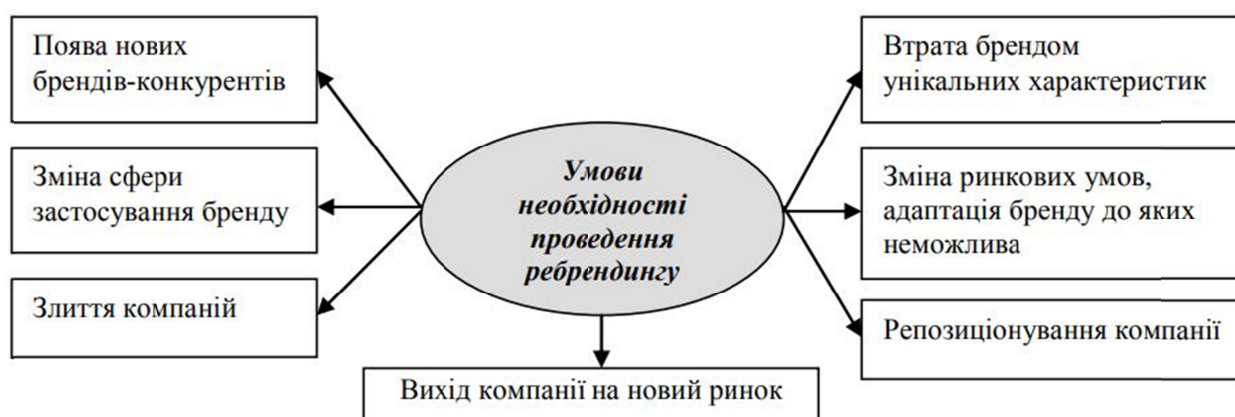 Поява нових
брендів-конкурентів
Зміна сфери
застосування бренду
Злиття компаній
Умови
необхідності
проведення
ребрендингу
Вихід компанії на новий ринок
Втрата брендом
унікальних характеристик
Зміна ринкових умов,
адаптація бренду до яких
неможлива
Репозиціонування компанії